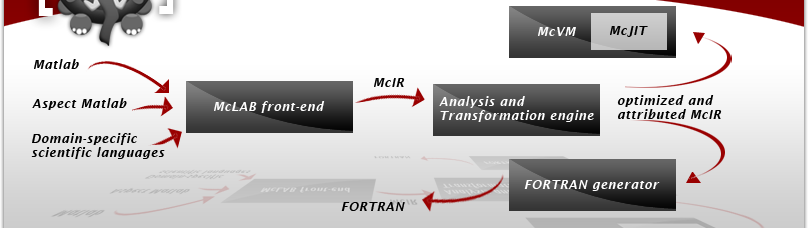 McVM
McJIT
Matlab
McIR
Aspect Matlab
McLAB front-end
Analysis and
Transformation engine
optimized and
attributed McIR
Domain-specific
scientific languages
FORTRAN generator
FORTRAN